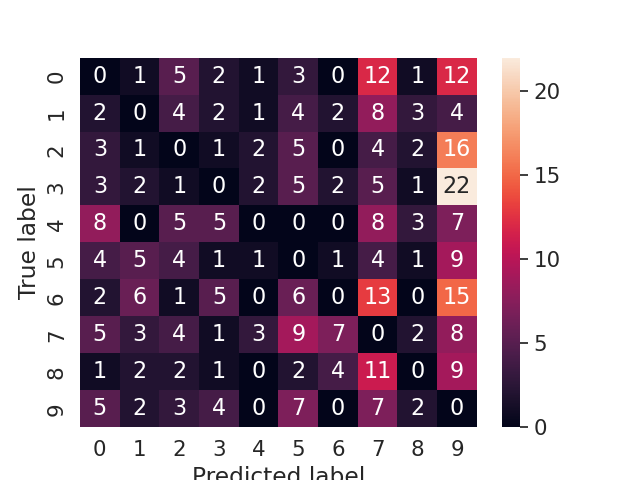 0 0 1 5 2 1 3 0 12 1 12
1 2 0 4 2 1 4 2 8 3 4
2 3 1 0 1 2 5 0 4 2 16
3 3 2 1 0 2 5 2 5 1 22
4 8 0 5 5 0 0 0 8 3 7
5 4 5 4 1 1 0 1 4 1 9
6 2 6 1 5 0 6 0 13 0 15
7 5 3 4 1 3 9 7 0 2 8
8 1 2 2 1 0 2 4 11 0 9
9 5 2 3 4 0 7 0 7 2 0
0 1 2 3 4 5 6 7 8 9
True label
Predicted label
20
15
10
5
0